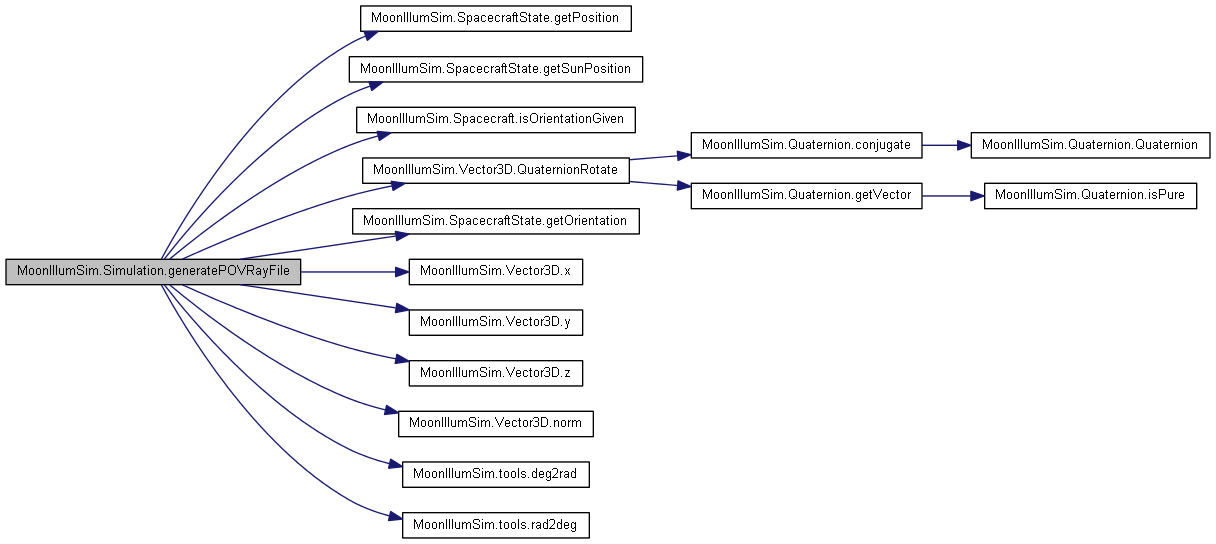 MoonIllumSim.SpacecraftState.getPosition
MoonIllumSim.SpacecraftState.getSunPosition
MoonIllumSim.Spacecraft.isOrientationGiven
MoonIllumSim.Quaternion.conjugate
MoonIllumSim.Quaternion.Quaternion
MoonIllumSim.Vector3D.QuaternionRotate
MoonIllumSim.Quaternion.getVector
MoonIllumSim.Quaternion.isPure
MoonIllumSim.SpacecraftState.getOrientation
MoonIllumSim.Simulation.generatePOVRayFile
MoonIllumSim.Vector3D.x
MoonIllumSim.Vector3D.y
MoonIllumSim.Vector3D.z
MoonIllumSim.Vector3D.norm
MoonIllumSim.tools.deg2rad
MoonIllumSim.tools.rad2deg